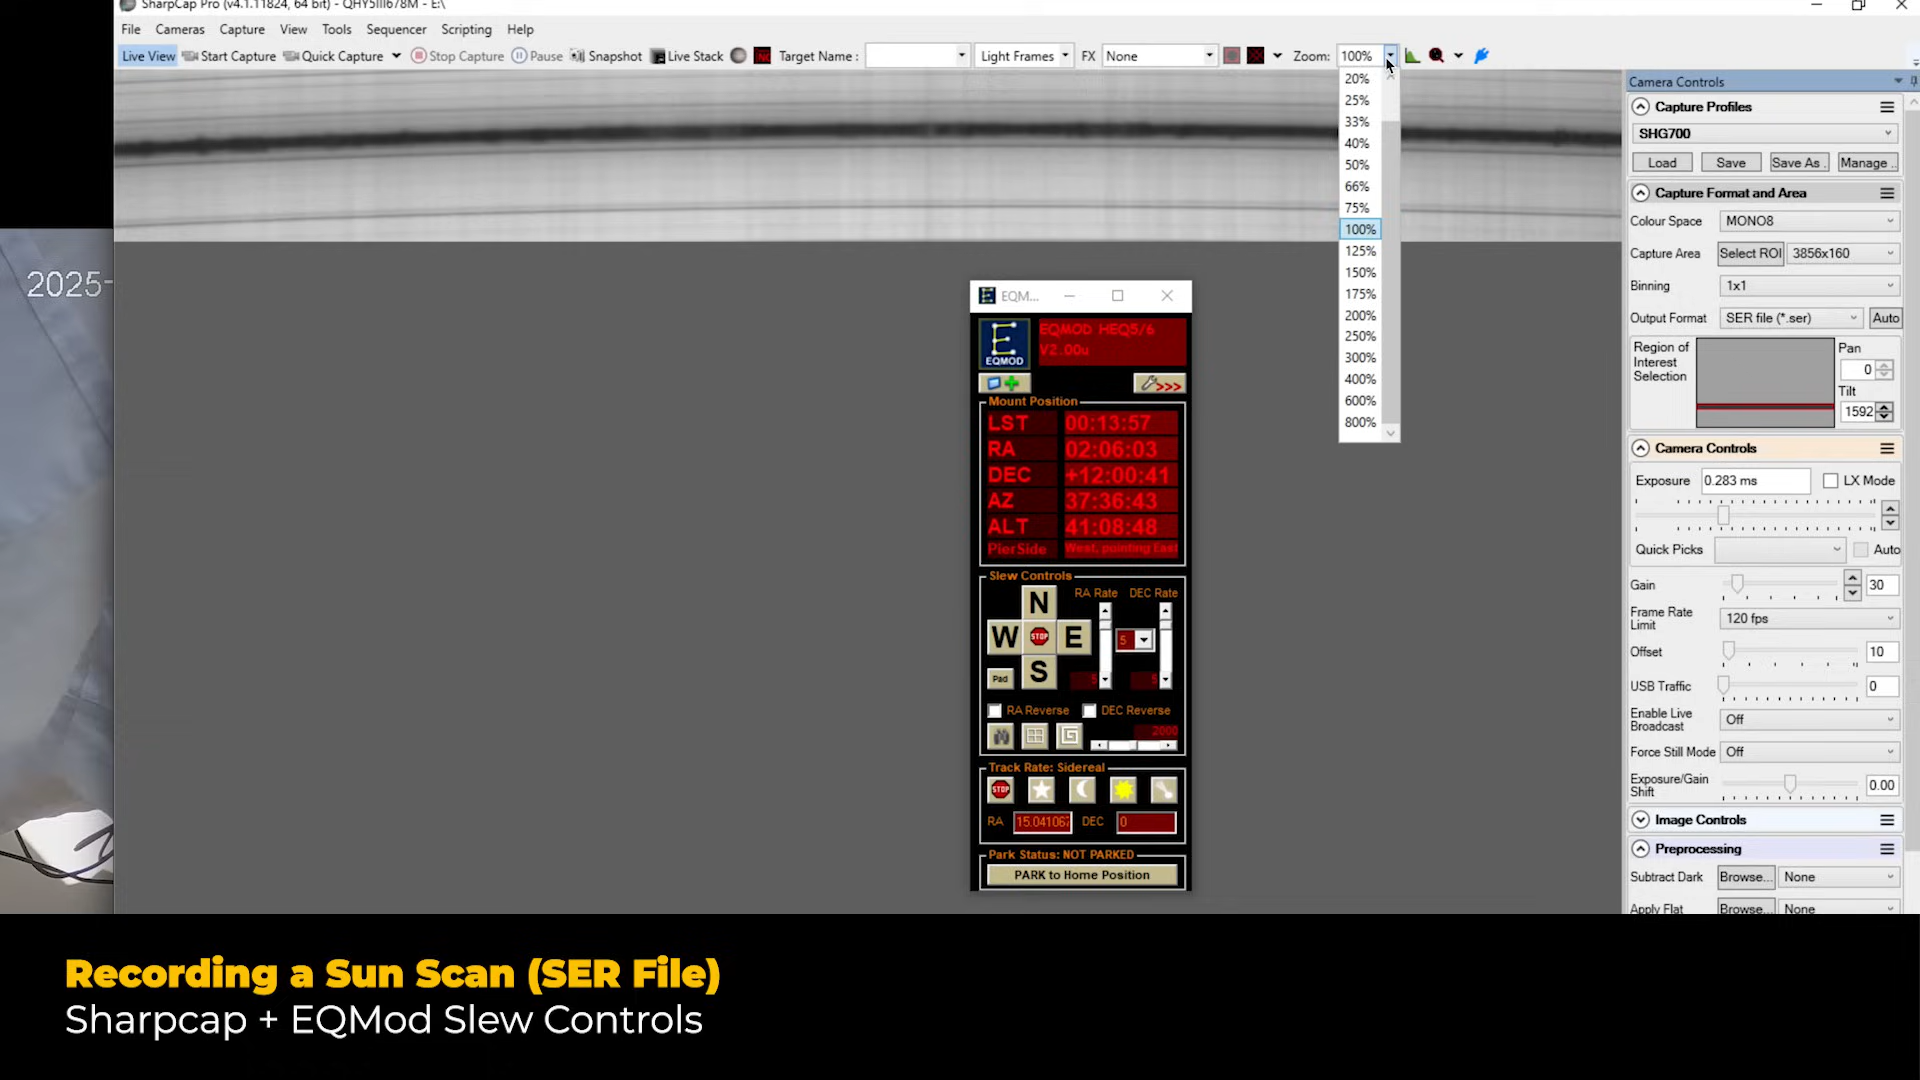 SharpCap Pro (v4.1.11824, 64 bit) - QHY5III678M - E:\
File Cameras Capture View Tools Sequencer Scripting Help
Live View Start Capture Quick Capture Stop Capture Pause Snapshot Live Stack Target Name : Light Frames FX None Zoom: 100%
20%
25%
33%
40%
50%
66%
75%
100%
125%
150%
175%
200%
250%
300%
400%
600%
800%
2025-
EQM...
EQMOD
EQMOD HEQ5/6
V2.00u
>>>
Mount Position
LST 00:13:57
RA 02:06:03
DEC +12:00:41
AZ 37:36:43
ALT 41:08:48
PierSide West, pointing East
Slew Controls
RA Rate DEC Rate
N
W STOP E
S
5
Pad 5 5
RA Reverse DEC Reverse
2000
Track Rate: Sidereal
STOP
RA 15.041067 DEC 0
Park Status: NOT PARKED
PARK to Home Position
Camera Controls
Capture Profiles
SHG700
Load Save Save As . Manage ..
Capture Format and Area
Colour Space MONO8
Capture Area Select ROI 3856x160
Binning 1x1
Output Format SER file (*.ser) Auto
Region of
Interest
Selection
Pan
0
Tilt
1592
Camera Controls
Exposure 0.283 ms LX Mode
Quick Picks Auto
Gain 30
Frame Rate
Limit
120 fps
Offset 10
USB Traffic 0
Enable Live
Broadcast
Off
Force Still Mode Off
Exposure/Gain
Shift
0.00
Image Controls
Preprocessing
Subtract Dark Browse... None
Apply Flat Browse... None
Recording a Sun Scan (SER File)
Sharpcap + EQMod Slew Controls